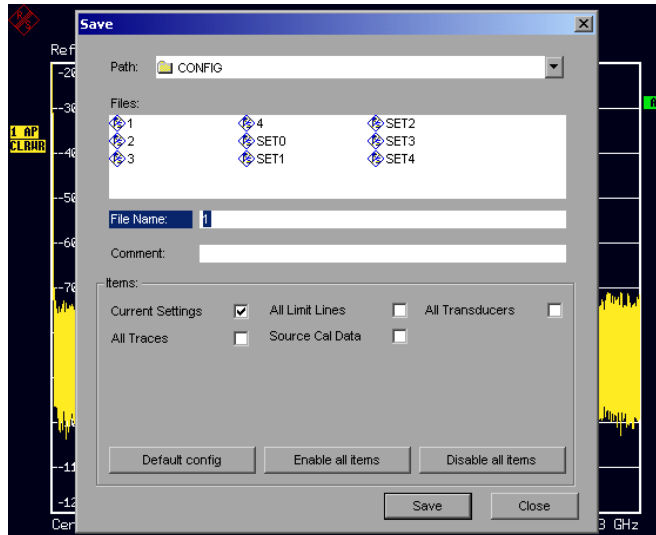 Save
Ref
Path: CONFIG
-20
Files:
--30
1 4 SET2
1 AP
CLRWR
2 SET0 SET3
3 SET1 SET4
--40
--50
File Name: 1
--60
Comment:
--70
Items:
Current Settings All Limit Lines All Transducers
All Traces Source Cal Data
Default config Enable all items Disable all items
--11
-12
Save Close
Cen
3 GHz